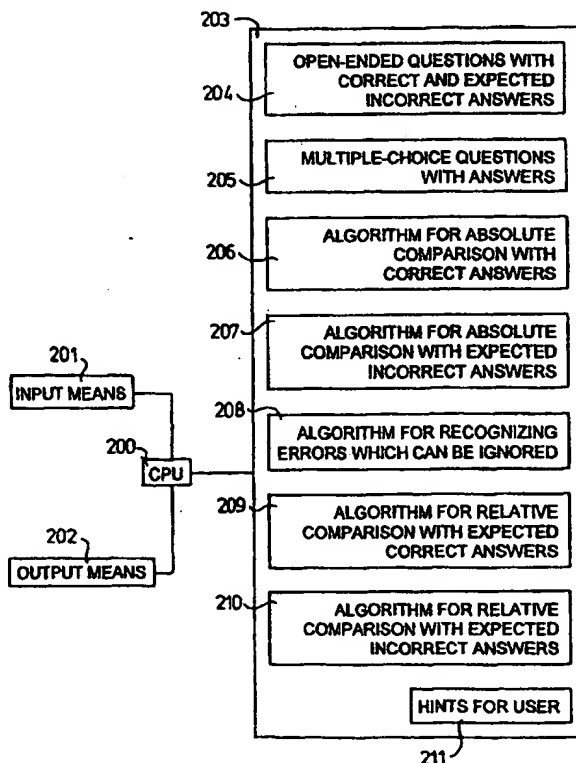 203
OPEN-ENDED QUESTIONS WITH
CORRECT AND EXPECTED
INCORRECT ANSWERS
204
MULTIPLE-CHOICE QUESTIONS
WITH ANSWERS
205
ALGORITHM FOR ABSOLUTE
COMPARISON WITH
CORRECT ANSWERS
206
207
ALGORITHM FOR ABSOLUTE
COMPARISON WITH EXPECTED
INCORRECT ANSWERS
201
INPUT MEANS
208
ALGORITHM FOR RECOGNIZING
ERRORS WHICH CAN BE IGNORED
200
CPU
209
ALGORITHM FOR RELATIVE
COMPARISON WITH EXPECTED
CORRECT ANSWERS
202
OUTPUT MEANS
210
ALGORITHM FOR RELATIVE
COMPARISON WITH EXPECTED
INCORRECT ANSWERS
HINTS FOR USER
211